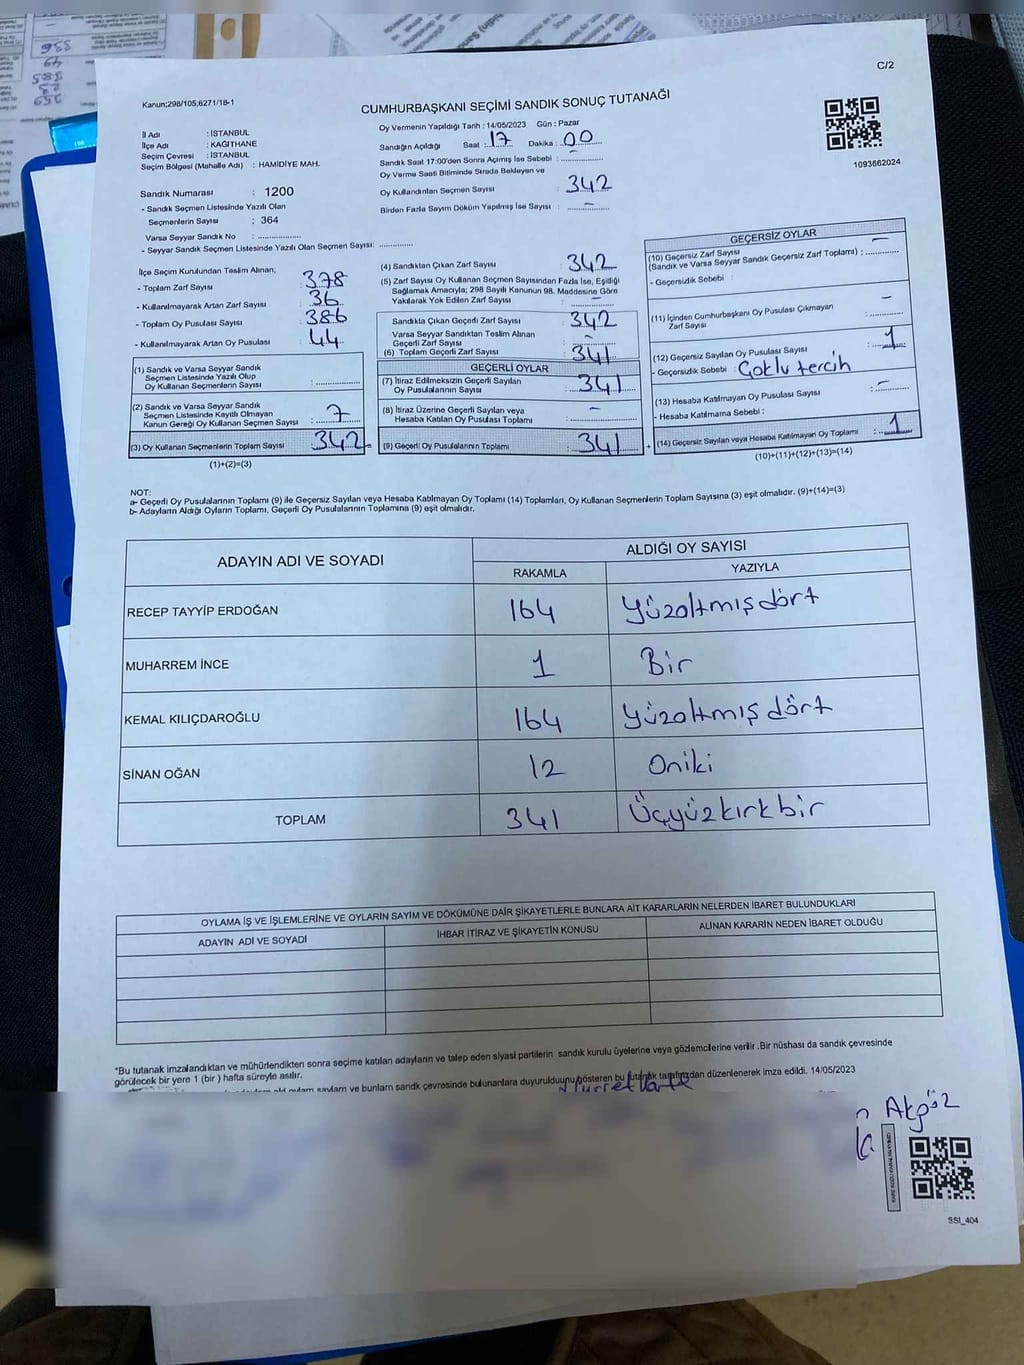 C/2
Kanun;298/105,6271/18-1
CUMHURBAŞKANI SEÇİMİ SANDIK SONUÇ TUTANAĞI
İl Adı : İSTANBUL
İlçe Adı : KAĞITHANE
Seçim Çevresi : İSTANBUL
Seçim Bölgesi (Mahalle Adı) : HAMİDİYE MAH.
Oy Vermenin Yapıldığı Tarih : 14/05/2023 Gün : Pazar
Sandığın Açıldığı Saat : 17 Dakika : 00
Sandık Saat 17:00'den Sonra Açılmış İse Sebebi : –
Oy Verme Saati Bitiminde Sırada Bekleyen ve
Oy Kullandırılan Seçmen Sayısı : 342
Birden Fazla Sayım Döküm Yapılmış İse Sayısı : –
1093662024
Sandık Numarası : 1200
- Sandık Seçmen Listesinde Yazılı Olan
Seçmenlerin Sayısı : 364
Varsa Seyyar Sandık No :
- Seyyar Sandık Seçmen Listesinde Yazılı Olan Seçmen Sayısı:
İlçe Seçim Kurulundan Teslim Alınan;
- Toplam Zarf Sayısı : 378
- Kullanılmayarak Artan Zarf Sayısı : 36
- Toplam Oy Pusulası Sayısı : 386
- Kullanılmayarak Artan Oy Pusulası : 44
(1) Sandık ve Varsa Seyyar Sandık
Seçmen Listesinde Yazılı Olup
Oy Kullanan Seçmenlerin Sayısı :
(2) Sandık ve Varsa Seyyar Sandık
Seçmen Listesinde Kayıtlı Olmayan
Kanun Gereği Oy Kullanan Seçmen Sayısı : 7
(3) Oy Kullanan Seçmenlerin Toplam Sayısı : 342
(1)+(2)=(3)
(4) Sandıktan Çıkan Zarf Sayısı : 342
(5) Zarf Sayısı Oy Kullanan Seçmen Sayısından Fazla İse, Eşitliği
Sağlamak Amacıyla; 298 Sayılı Kanunun 98. Maddesine Göre
Yakılarak Yok Edilen Zarf Sayısı : –
Sandıkta Çıkan Geçerli Zarf Sayısı : 342
Varsa Seyyar Sandıktan Teslim Alınan
Geçerli Zarf Sayısı : –
(6) Toplam Geçerli Zarf Sayısı : 341
GEÇERLİ OYLAR
(7) İtiraz Edilmeksizin Geçerli Sayılan
Oy Pusulalarının Sayısı : 341
(8) İtiraz Üzerine Geçerli Sayılan veya
Hesaba Katılan Oy Pusulası Toplamı : –
(9) Geçerli Oy Pusulalarının Toplamı : 341
GEÇERSİZ OYLAR
(10) Geçersiz Zarf Sayısı
(Sandık ve Varsa Seyyar Sandık Geçersiz Zarf Toplamı) : –
- Geçersizlik Sebebi :
(11) İçinden Cumhurbaşkanı Oy Pusulası Çıkmayan
Zarf Sayısı : –
(12) Geçersiz Sayılan Oy Pusulası Sayısı : 1
- Geçersizlik Sebebi : Çoklu tercih
(13) Hesaba Katılmayan Oy Pusulası Sayısı : –
- Hesaba Katılmama Sebebi :
(14) Geçersiz Sayılan veya Hesaba Katılmayan Oy Toplamı : 1
(10)+(11)+(12)+(13)=(14)
NOT:
a- Geçerli Oy Pusulalarının Toplamı (9) ile Geçersiz Sayılan veya Hesaba Katılmayan Oy Toplamı (14) Toplamları, Oy Kullanan Seçmenlerin Toplam Sayısına (3) eşit olmalıdır. (9)+(14)=(3)
b- Adayların Aldığı Oyların Toplamı, Geçerli Oy Pusulalarının Toplamına (9) eşit olmalıdır.
ADAYIN ADI VE SOYADI ALDIĞI OY SAYISI
RAKAMLA YAZIYLA
RECEP TAYYİP ERDOĞAN 164 Yüzaltmışdört
MUHARREM İNCE 1 Bir
KEMAL KILIÇDAROĞLU 164 Yüzaltmışdört
SİNAN OĞAN 12 Oniki
TOPLAM 341 Üçyüzkırkbir
OYLAMA İŞ VE İŞLEMLERİNE VE OYLARIN SAYIM VE DÖKÜMÜNE DAİR ŞİKAYETLERLE BUNLARA AİT KARARLARIN NELERDEN İBARET BULUNDUKLARI
ADAYIN ADI VE SOYADI İHBAR İTİRAZ VE ŞİKAYETİN KONUSU ALINAN KARARIN NEDEN İBARET OLDUĞU
*Bu tutanak imzalandıktan ve mühürlendikten sonra seçime katılan adayların ve talep eden siyasi partilerin sandık kurulu üyelerine veya gözlemcilerine verilir .Bir nüshası da sandık çevresinde
görülecek bir yere 1 (bir ) hafta süreyle asılır.
sayılarını ve bunların sandık çevresinde bulunanlara duyurulduunu gösteren bu tutanak tarafımızdan düzenlenerek imza edildi. 14/05/2023
Akgöz
SSI_404